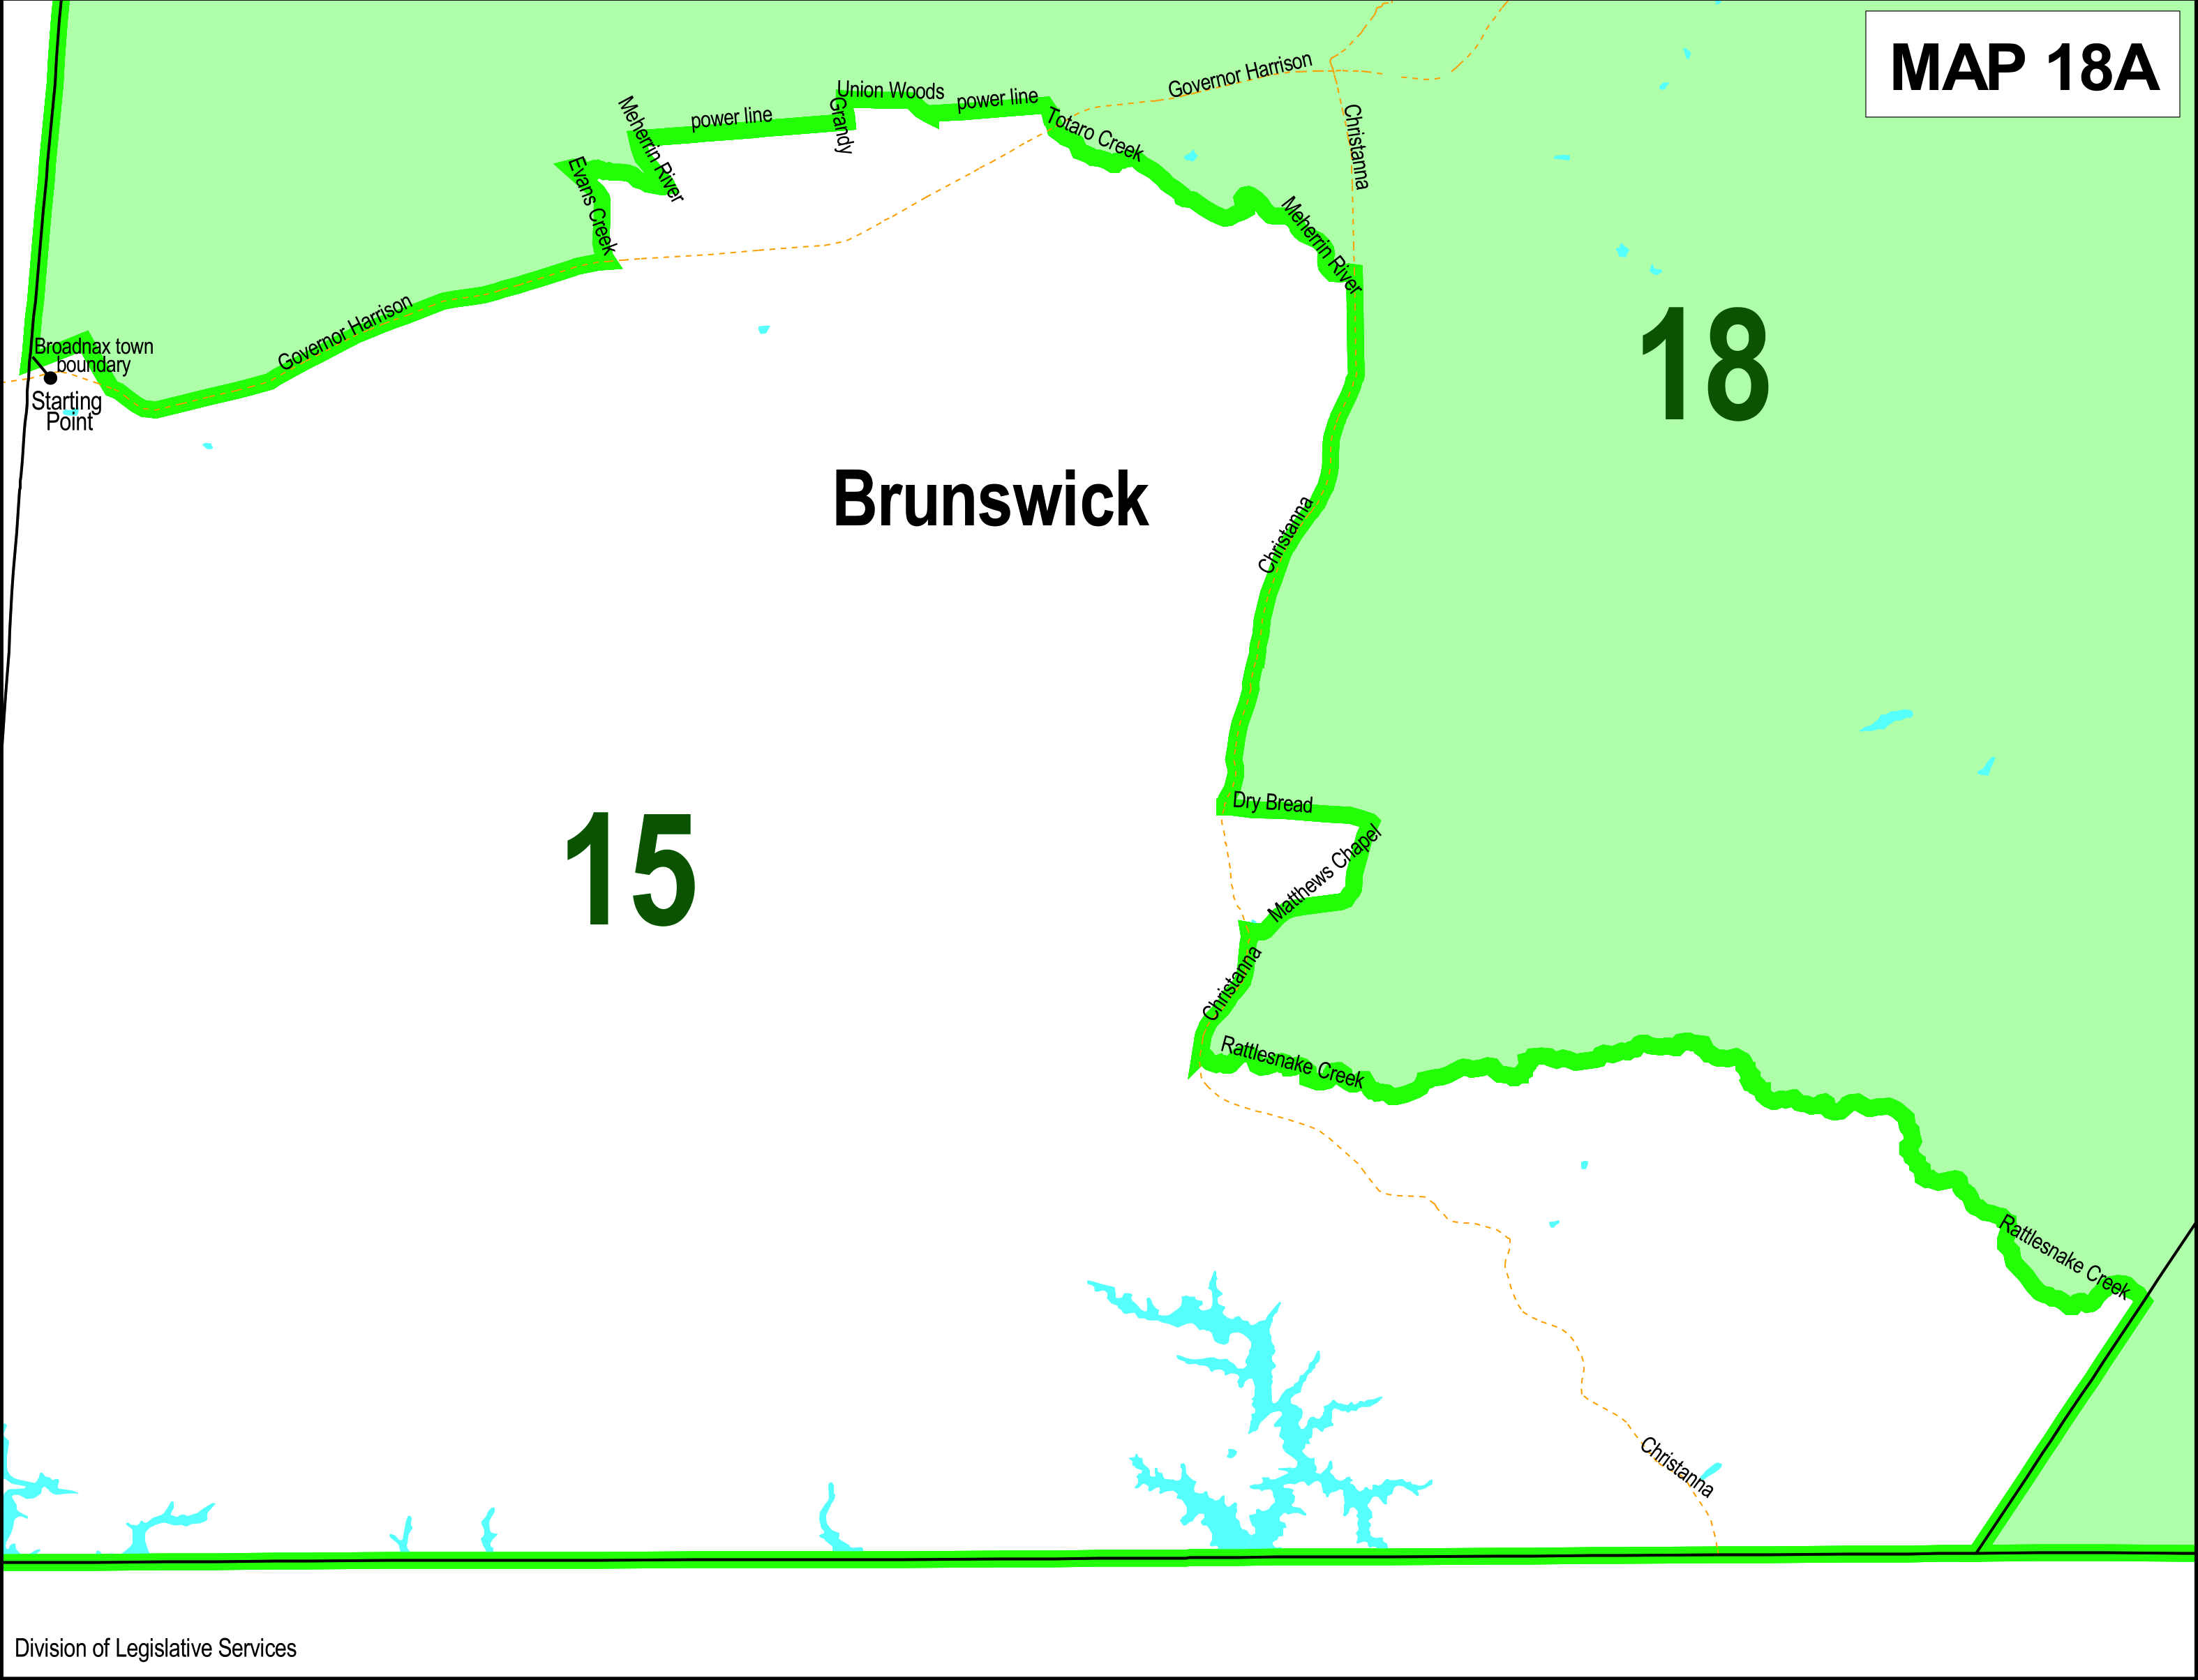 MAP 18A
Governor Harrison
Union Woods
power line
power line
Grandy
Meherrin River
Totaro Creek
Christanna
Evans Creek
Meherrin River
Governor Harrison
Broadnax town
boundary
Starting
Point
18
Brunswick
Christanna
Dry Bread
15
Matthews Chapel
Christanna
Rattlesnake Creek
Rattlesnake Creek
Christanna
Division of Legislative Services